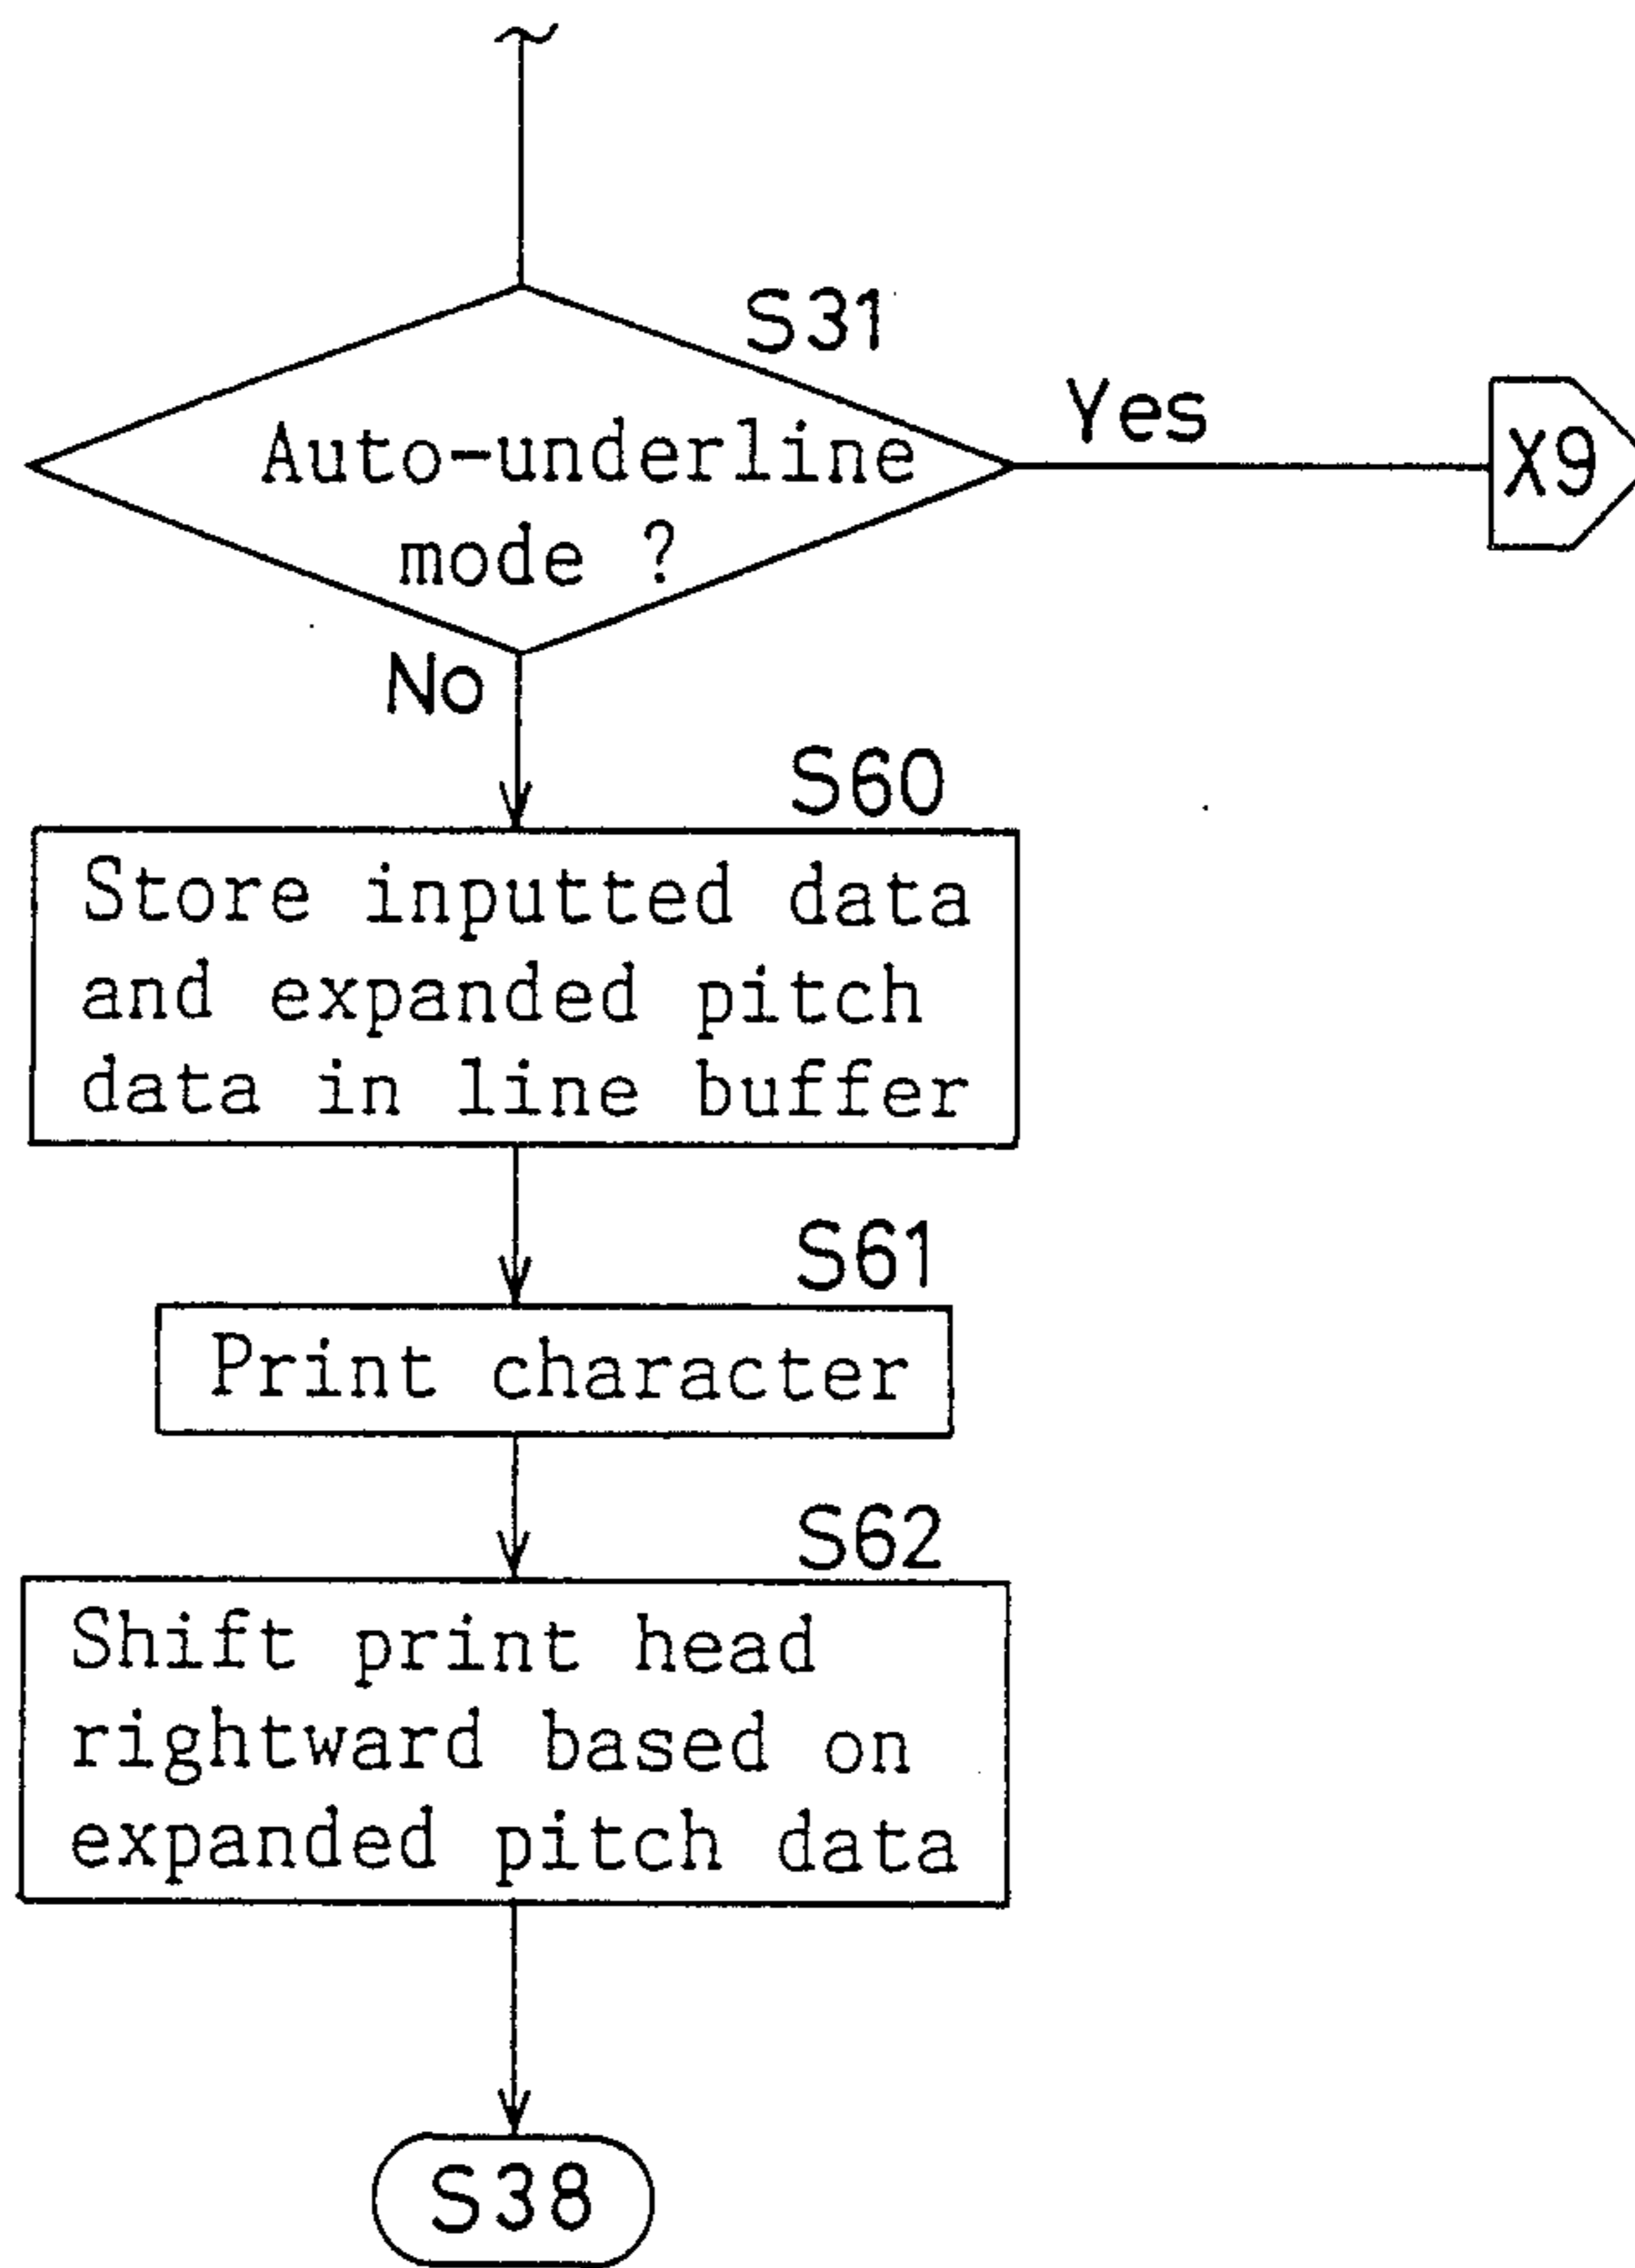 S31
Auto-underline
mode ?
Yes
X9
No
S60
Store inputted data
and expanded pitch
data in line buffer
S61
Print character
S62
Shift print head
rightward based on
expanded pitch data
S38